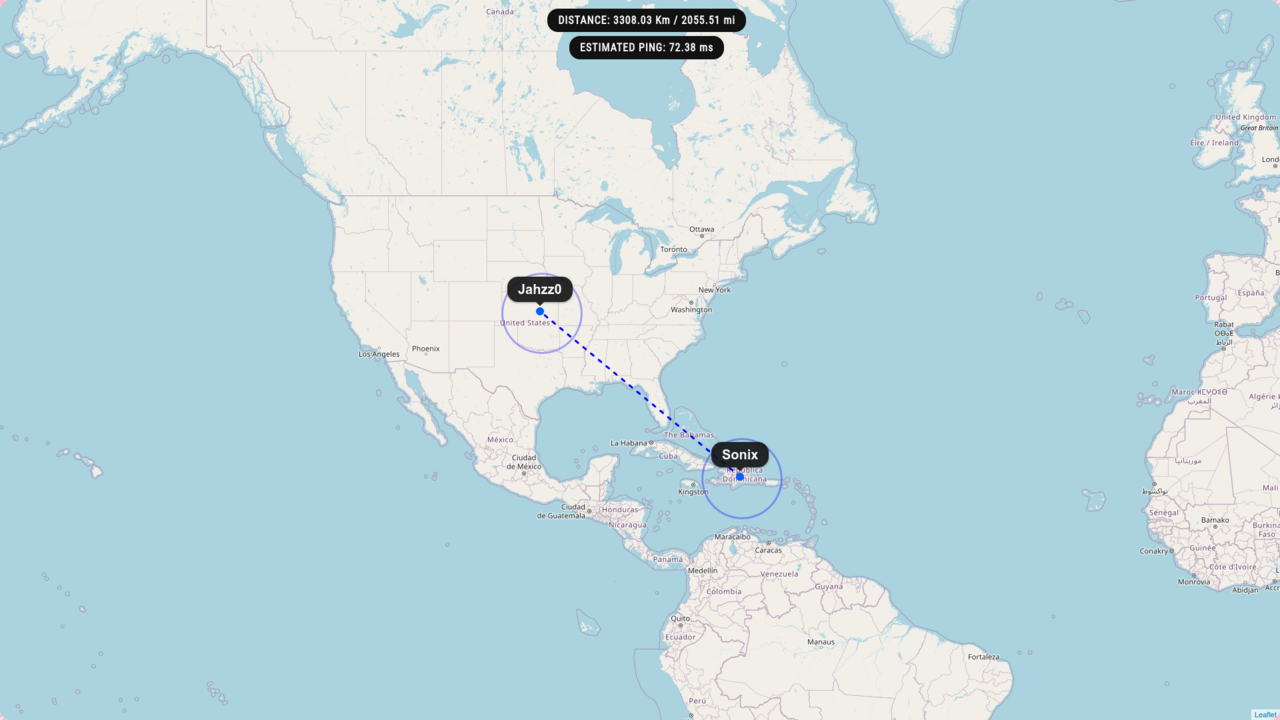 Canada
DISTANCE: 3308.03 Km / 2055.51 mi
ESTIMATED PING: 72.38 ms
United Kingdom
Great Britain
Éire / Ireland
Lond
Ottawa
Toronto
New York
Washington
Jahzz0
United States
Los Angeles
Phoenix
Portugal
España
Rabat
الرباط
Maroc ⵍⵎⵖⵔⵉⴱ
المغرب
Algérie
The Bahamas
La Habana
Cuba
Sonix
República
Dominicana
Kingston
México
Ciudad
de México
Ciudad
de Guatemala
Honduras
Nicaragua
موريتانيا
نواكشوط
Mali
Sénégal
Bamako
Burkina
Faso
Guinée
Conakry
Côte d'Ivoire
Monrovia
Abidjan
Accr
Maracaibo
Caracas
Panamá
Medellín
Venezuela
Guyana
Colombia
Quito
Ecuador
Manaus
Fortaleza
Perú
Leaflet